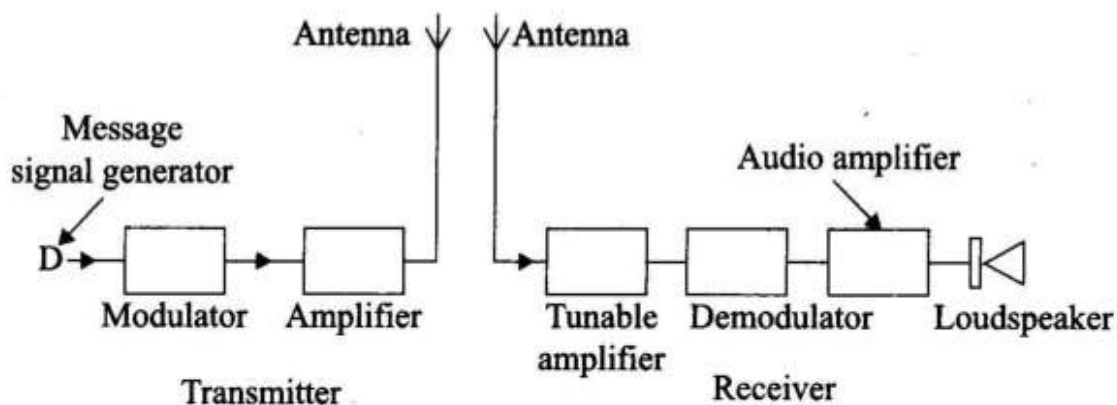 Antenna
Antenna
Message
signal generator
Audio amplifier
D
Modulator
Amplifier
Tunable
amplifier
Demodulator
Loudspeaker
Transmitter
Receiver